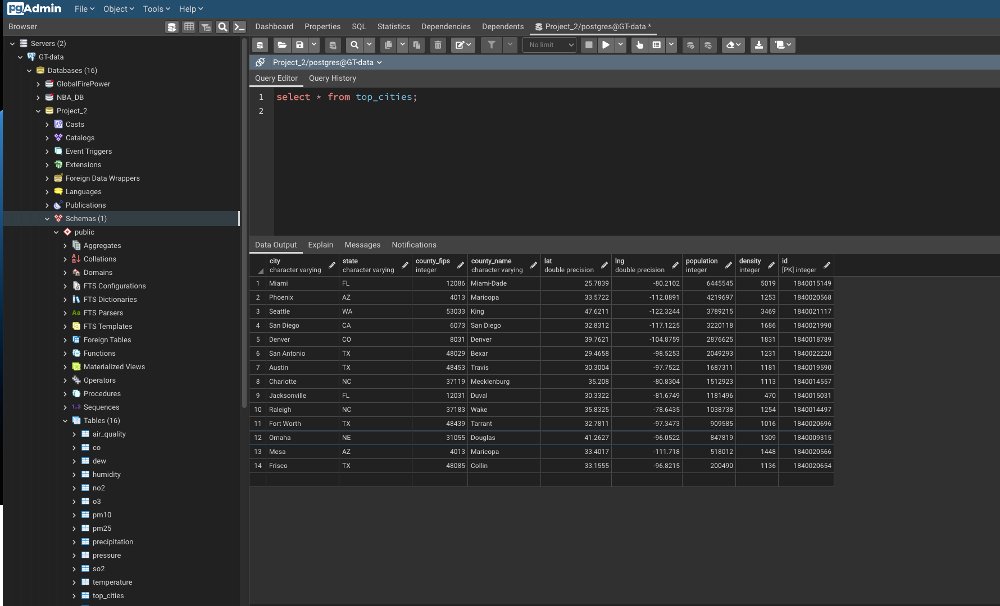 pgAdmin File Object Tools Help
Browser
Dashboard Properties SQL Statistics Dependencies Dependents Project_2/postgres@GT-data *
No limit
Project_2/postgres@GT-data
Query Editor Query History
1 select * from top_cities;
2
Servers (2)
GT-data
Databases (16)
GlobalFirePower
NBA_DB
Project_2
Casts
Catalogs
Event Triggers
Extensions
Foreign Data Wrappers
Languages
Publications
Schemas (1)
public
Aggregates
Collations
Domains
FTS Configurations
FTS Dictionaries
Aa FTS Parsers
FTS Templates
Foreign Tables
Functions
Materialized Views
Operators
Procedures
1..3 Sequences
Tables (16)
air_quality
co
dew
humidity
no2
o3
pm10
pm25
precipitation
pressure
so2
temperature
top_cities
Data Output Explain Messages Notifications
city state county_fips county_name lat lng population density id
character varying character varying integer character varying double precision double precision integer integer [PK] integer
1 Miami FL 12086 Miami-Dade 25.7839 -80.2102 6445545 5019 1840015149
2 Phoenix AZ 4013 Maricopa 33.5722 -112.0891 4219697 1253 1840020568
3 Seattle WA 53033 King 47.6211 -122.3244 3789215 3469 1840021117
4 San Diego CA 6073 San Diego 32.8312 -117.1225 3220118 1686 1840021990
5 Denver CO 8031 Denver 39.7621 -104.8759 2876625 1831 1840018789
6 San Antonio TX 48029 Bexar 29.4658 -98.5253 2049293 1231 1840022220
7 Austin TX 48453 Travis 30.3004 -97.7522 1687311 1181 1840019590
8 Charlotte NC 37119 Mecklenburg 35.208 -80.8304 1512923 1113 1840014557
9 Jacksonville FL 12031 Duval 30.3322 -81.6749 1181496 470 1840015031
10 Raleigh NC 37183 Wake 35.8325 -78.6435 1038738 1254 1840014497
11 Fort Worth TX 48439 Tarrant 32.7811 -97.3473 909585 1016 1840020696
12 Omaha NE 31055 Douglas 41.2627 -96.0522 847819 1309 1840009315
13 Mesa AZ 4013 Maricopa 33.4017 -111.718 518012 1448 1840020566
14 Frisco TX 48085 Collin 33.1555 -96.8215 200490 1136 1840020654